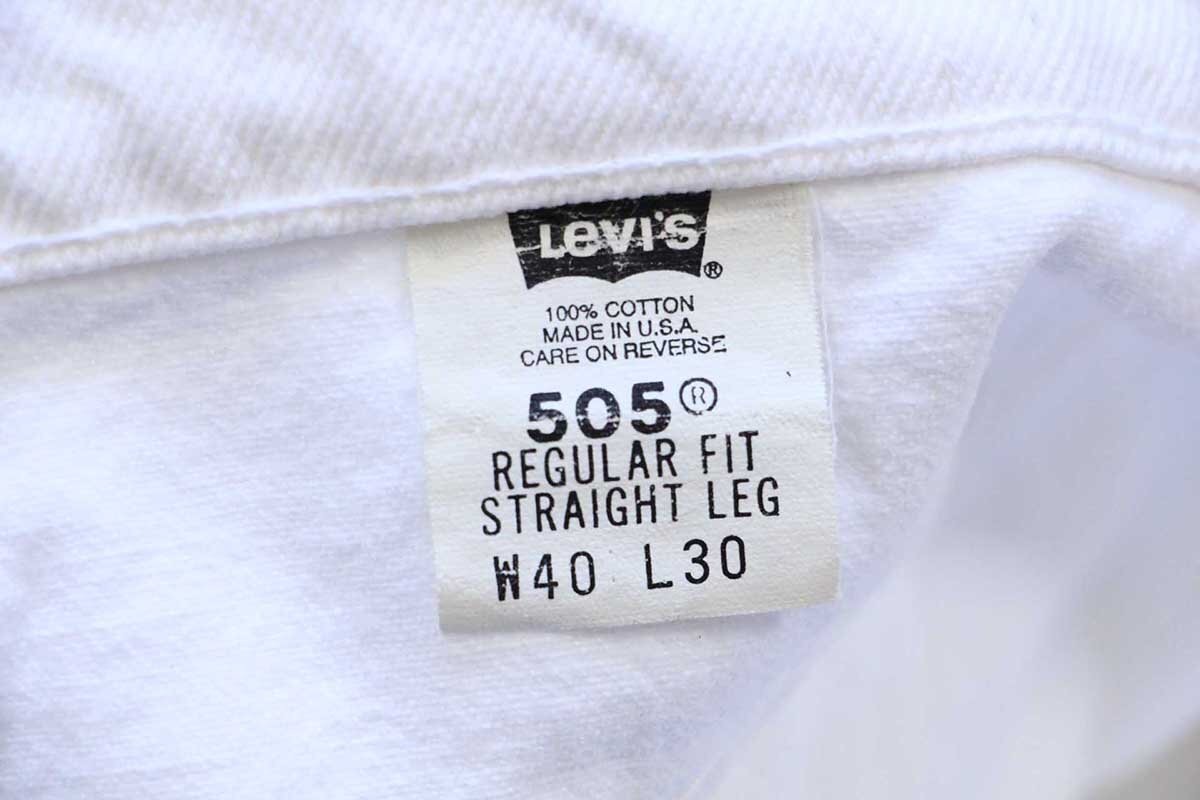 Levi's®
100% COTTON
MADE IN U.S.A.
CARE ON REVERSE
505®
REGULAR FIT
STRAIGHT LEG
W40 L30